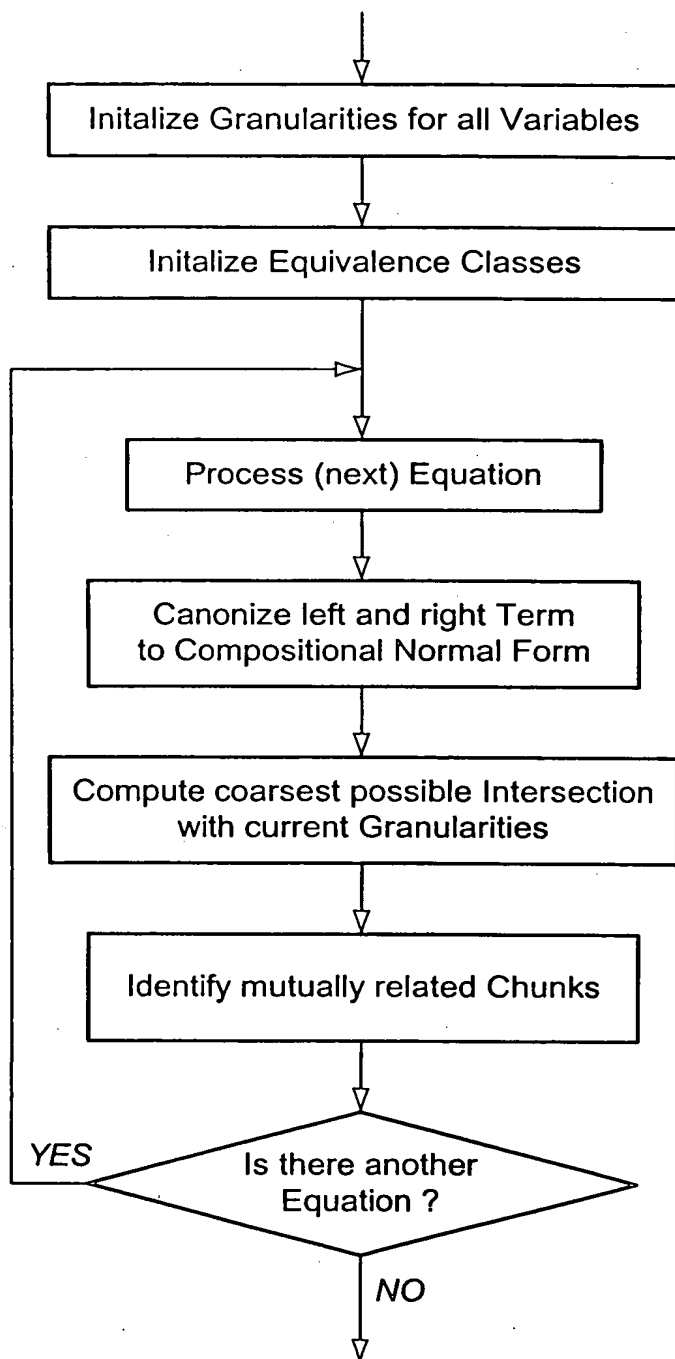 Initalize Granularities for all Variables
Initalize Equivalence Classes
Process (next) Equation
Canonize left and right Term
to Compositional Normal Form
Compute coarsest possible Intersection
with current Granularities
Identify mutually related Chunks
YES
Is there another
Equation ?
NO